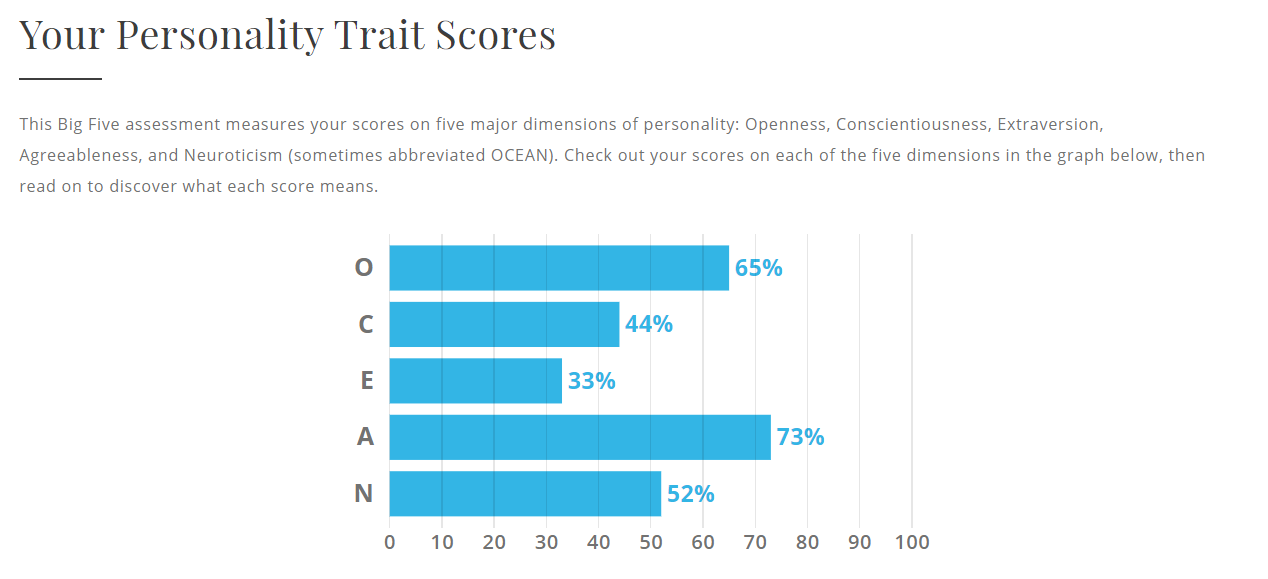 Your Personality Trait Scores
This Big Five assessment measures your scores on five major dimensions of personality: Openness, Conscientiousness, Extraversion,
Agreeableness, and Neuroticism (sometimes abbreviated OCEAN). Check out your scores on each of the five dimensions in the graph below, then
read on to discover what each score means.
O 65%
C 44%
E 33%
A 73%
N 52%
0 10 20 30 40 50 60 70 80 90 100